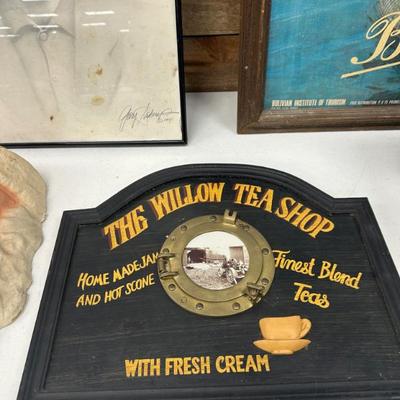 BOLIVIAN INSTITUTE OF TOURISM
THE WILLOW TEA SHOP
HOME MADE JAM
AND HOT SCONE
Finest Blend
Teas
WITH FRESH CREAM